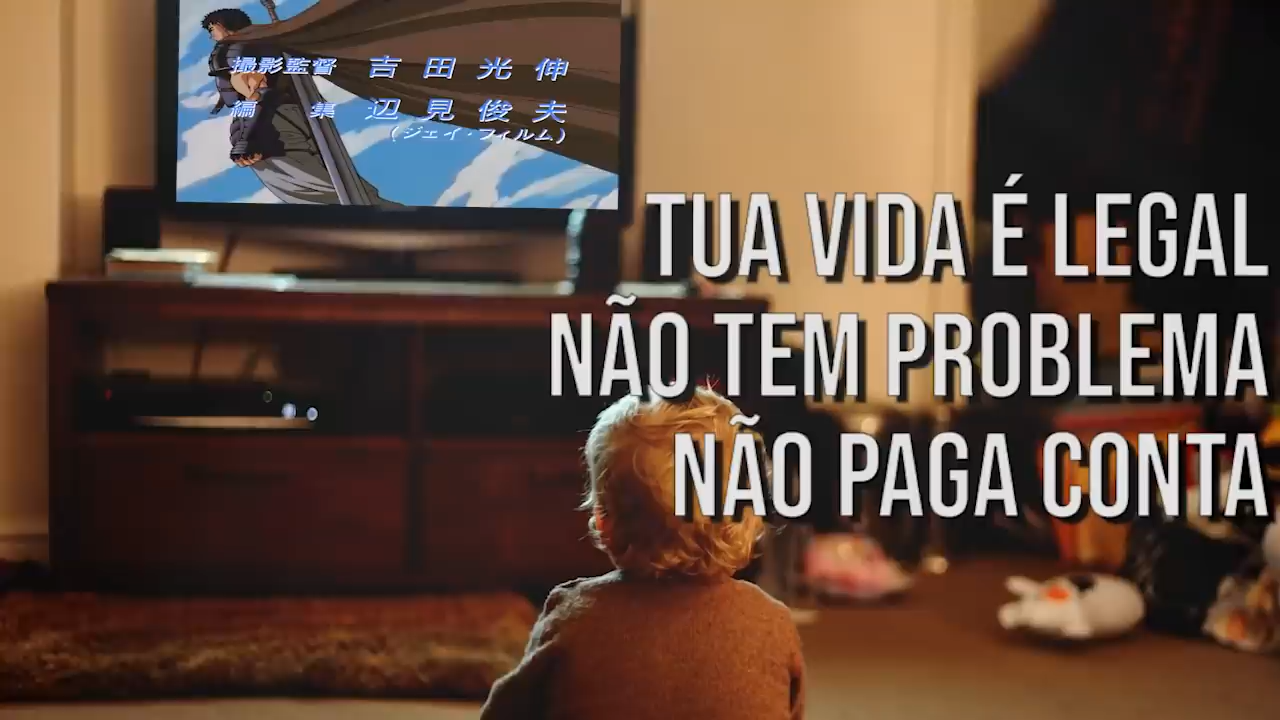 撮影監督 吉田光伸
編 集 辺見俊夫
(ジェイ・フィルム)
TUA VIDA É LEGAL
NÃO TEM PROBLEMA
NÃO PAGA CONTA